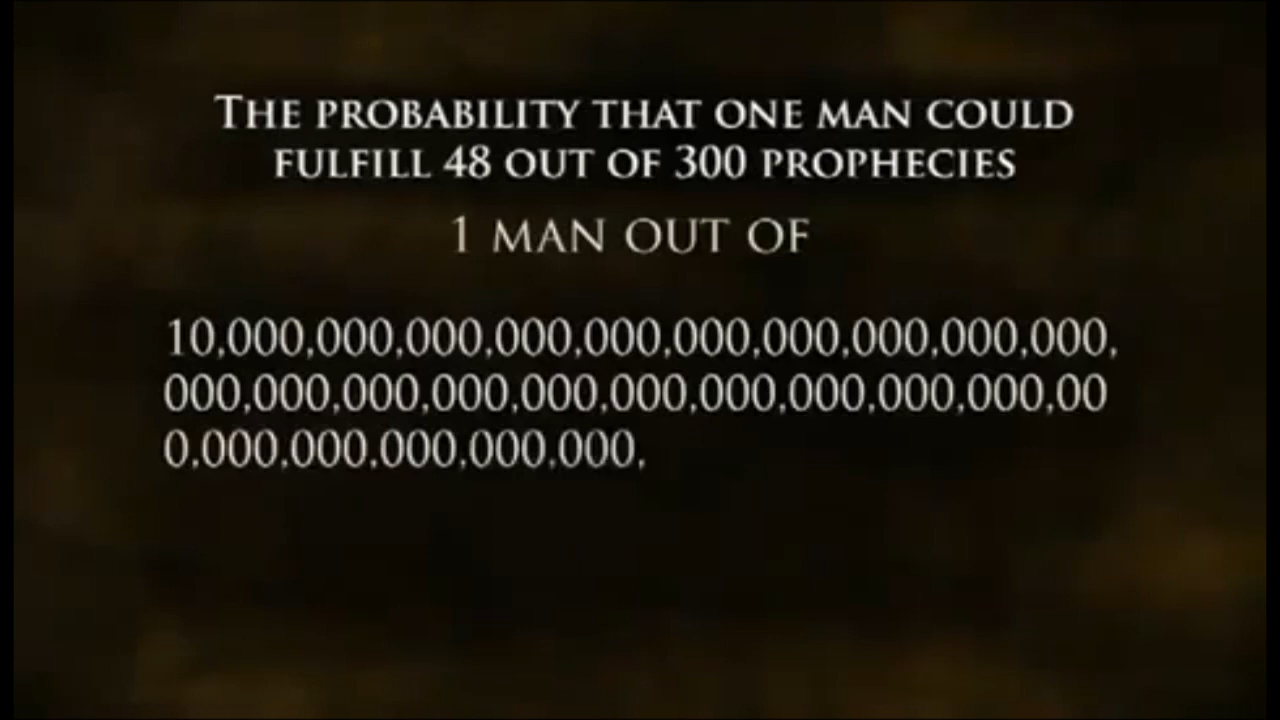 THE PROBABILITY THAT ONE MAN COULD
FULFILL 48 OUT OF 300 PROPHECIES
1 MAN OUT OF
10,000,000,000,000,000,000,000,000,000,000,
000,000,000,000,000,000,000,000,000,000,00
0,000,000,000,000,000,